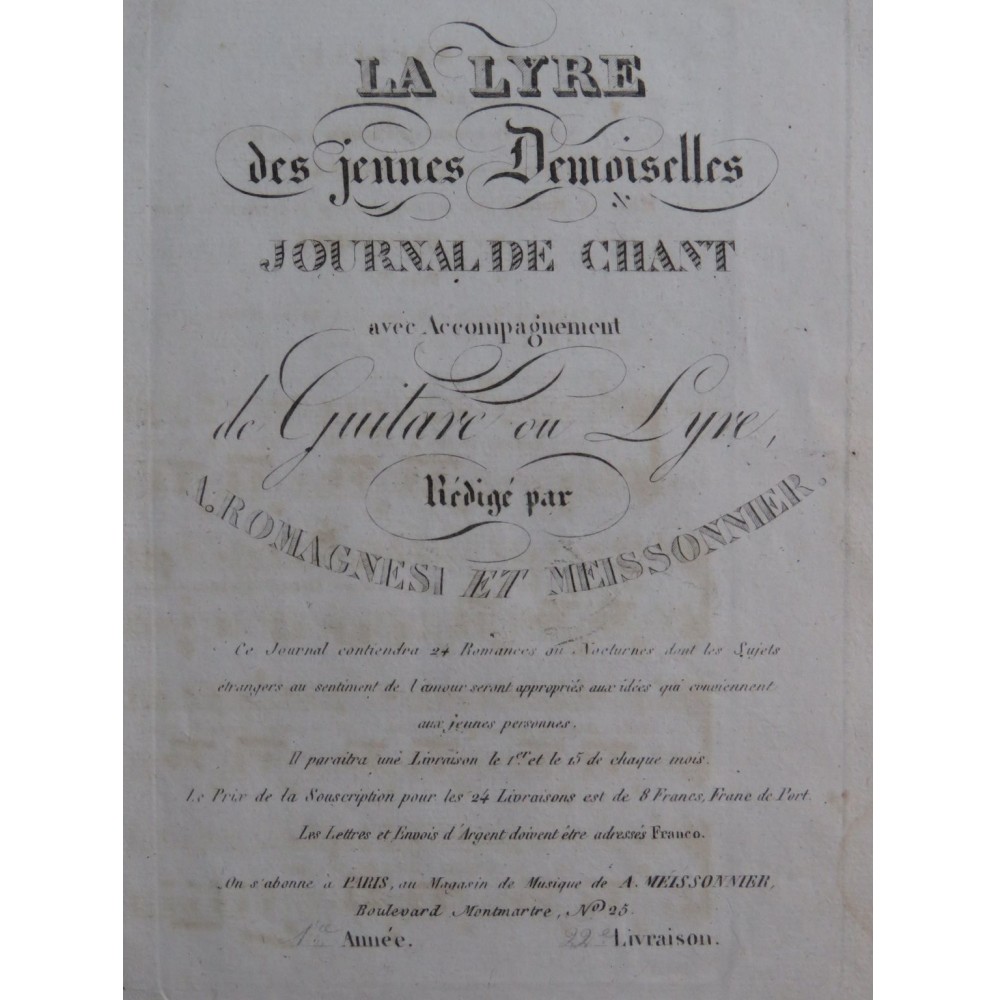 LA LYRE
des jeunes Demoiselles
JOURNAL DE CHANT
avec Accompagnement
de Guitare ou Lyre,
Rédigé par
A. ROMAGNESI ET MEISSONNIER.
Ce Journal contiendra 24 Romances ou Nocturnes dont les Sujets
étrangers au sentiment de l'amour seront appropriés aux idées qui conviennent
aux jeunes personnes.
Il paraitra une Livraison le 1er et le 15 de chaque mois.
Le Prix de la Souscription pour les 24 Livraisons est de 8 Francs, Franc de Port.
Les Lettres et Envois d'Argent doivent être adressés Franco.
On s'abonne à PARIS, au Magasin de Musique de A. MEISSONNIER,
Boulevard Montmartre, No 25.
1ere Année. 22e Livraison.